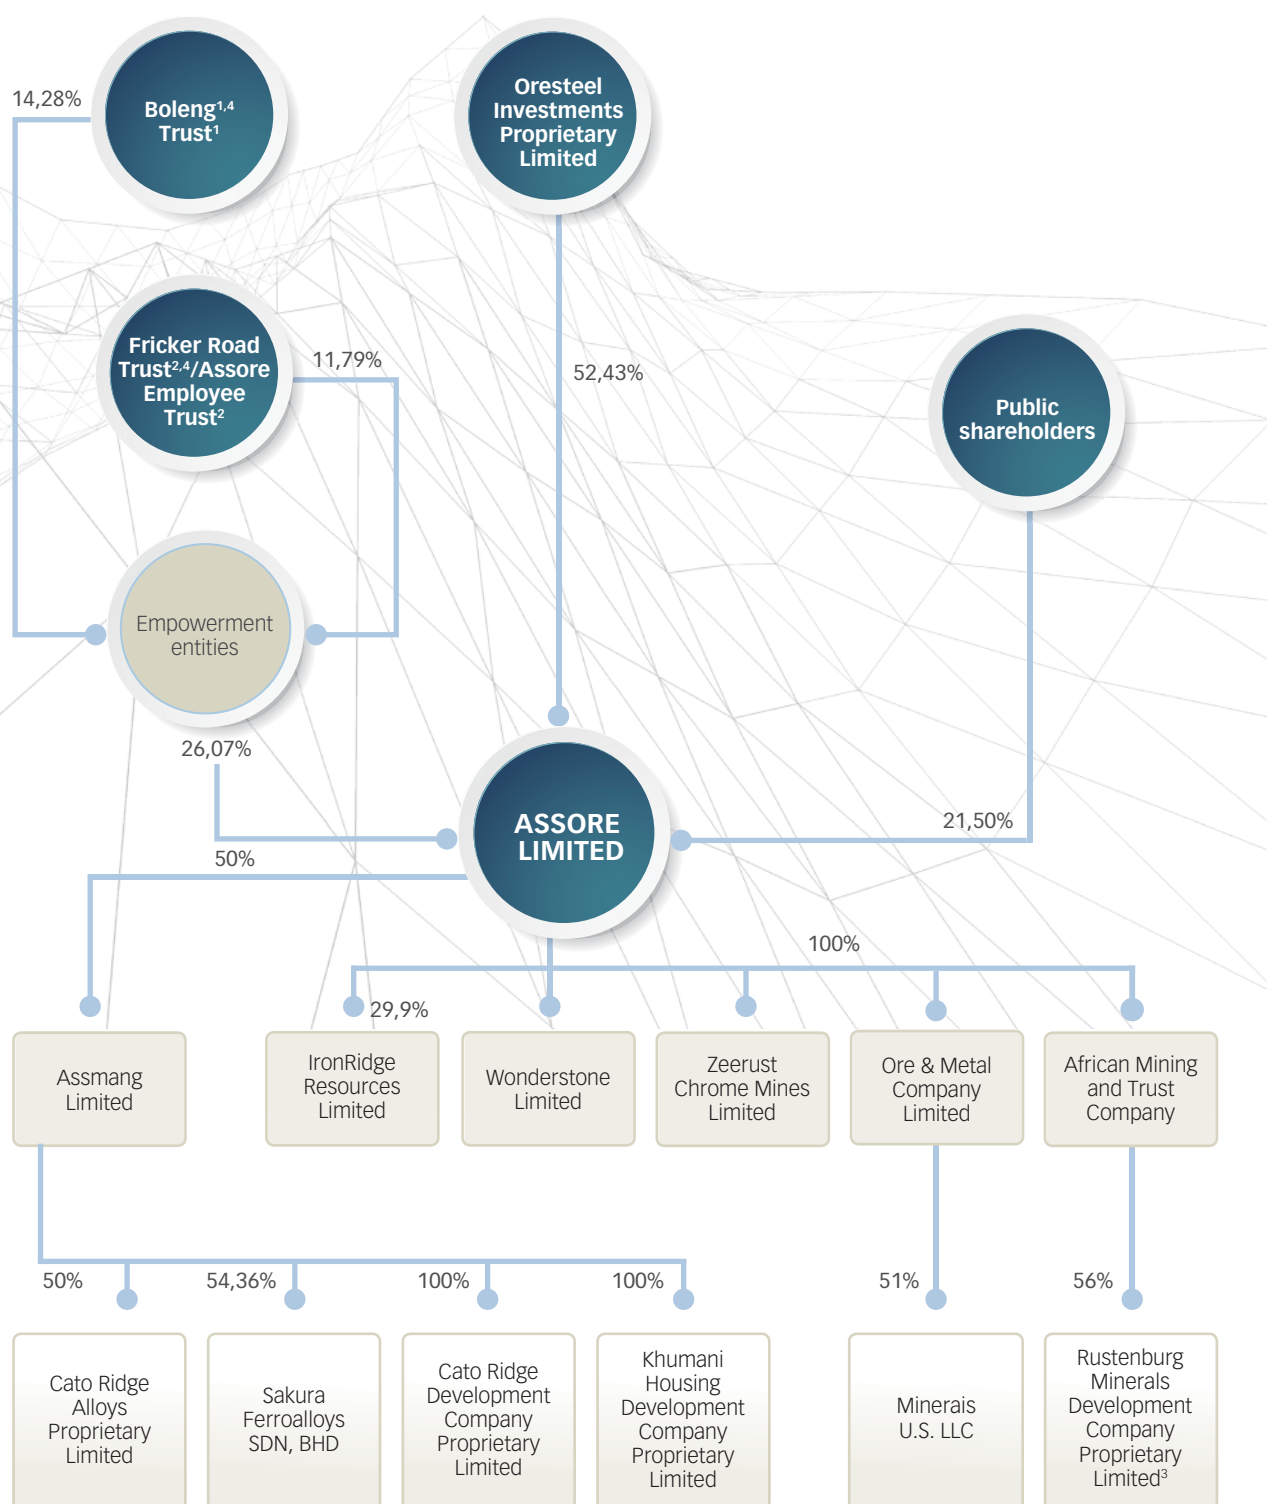 14,28%
Boleng1,4
Trust1
Oresteel
Investments
Proprietary
Limited
Fricker Road
Trust2,4/Assore
Employee
Trust2
11,79%
52,43%
Public
shareholders
Empowerment
entities
26,07%
ASSORE
LIMITED
21,50%
50%
100%
29,9%
Assmang
Limited
IronRidge
Resources
Limited
Wonderstone
Limited
Zeerust
Chrome Mines
Limited
Ore & Metal
Company
Limited
African Mining
and Trust
Company
50%
54,36%
100%
100%
51%
56%
Cato Ridge
Alloys
Proprietary
Limited
Sakura
Ferroalloys
SDN, BHD
Cato Ridge
Development
Company
Proprietary
Limited
Khumani
Housing
Development
Company
Proprietary
Limited
Minerais
U.S. LLC
Rustenburg
Minerals
Development
Company
Proprietary
Limited3